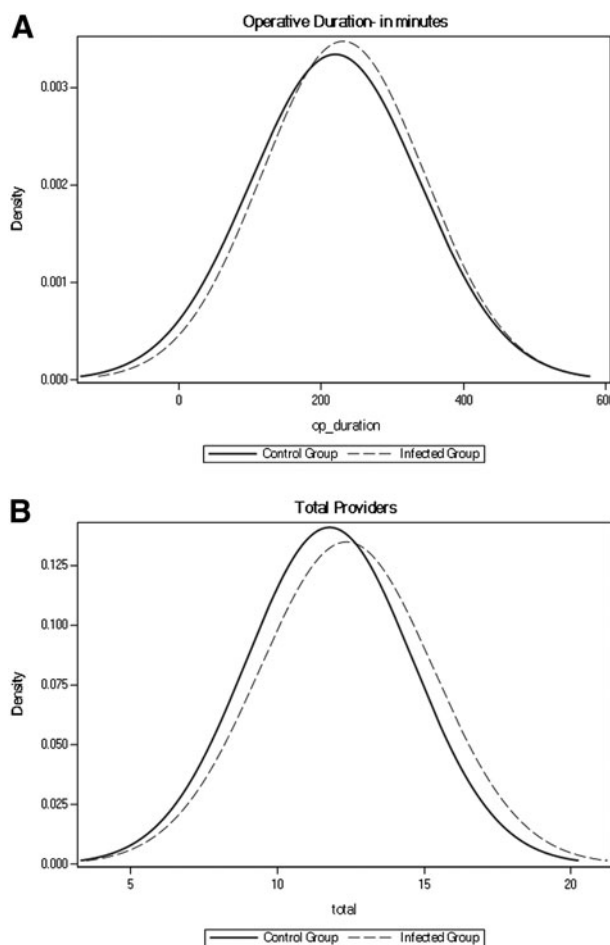 A
Operative Duration- in minutes
0.003
0.002
0.001
0.000
Density
0 200 400 600
op_duration
Control Group Infected Group
B
Total Providers
0.125
0.100
0.075
0.050
0.025
0.000
Density
5 10 15 20
total
Control Group Infected Group